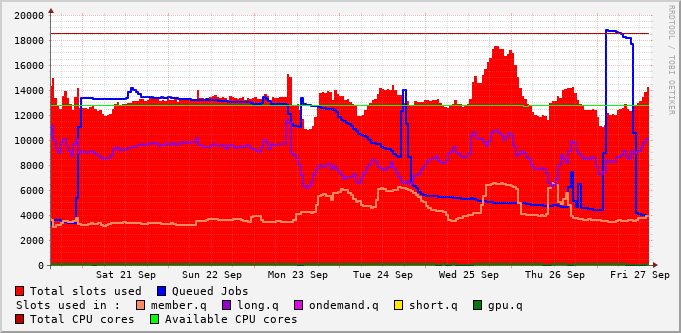 20000
18000
16000
14000
12000
10000
8000
6000
4000
2000
0
Sat 21 Sep Sun 22 Sep Mon 23 Sep Tue 24 Sep Wed 25 Sep Thu 26 Sep Fri 27 Sep
RRDTOOL / TOBI OETIKER
Total slots used Queued Jobs
Slots used in : member.q long.q ondemand.q short.q gpu.q
Total CPU cores Available CPU cores